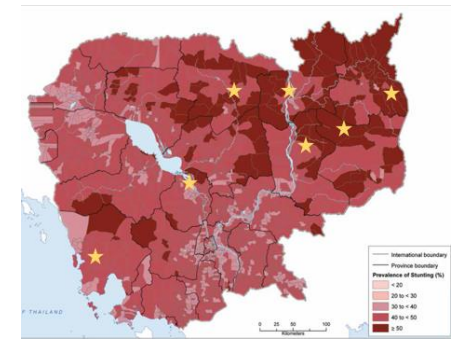 F THAILAND
International boundary
Province boundary
Prevalence of Stunting (%)
< 20
20 to < 30
30 to < 40
40 to < 50
≥ 50
0 25 50 100
Kilometers